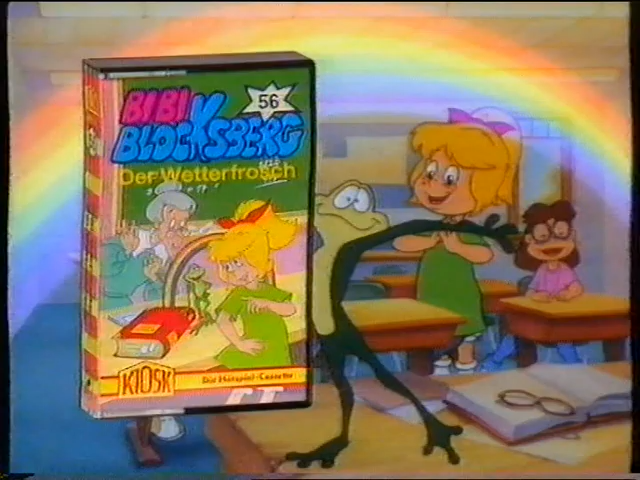 56
BIBI
BLOCKSBERG
Der Wetterfrosch
KIOSK
Die Hörspiel-Cassette